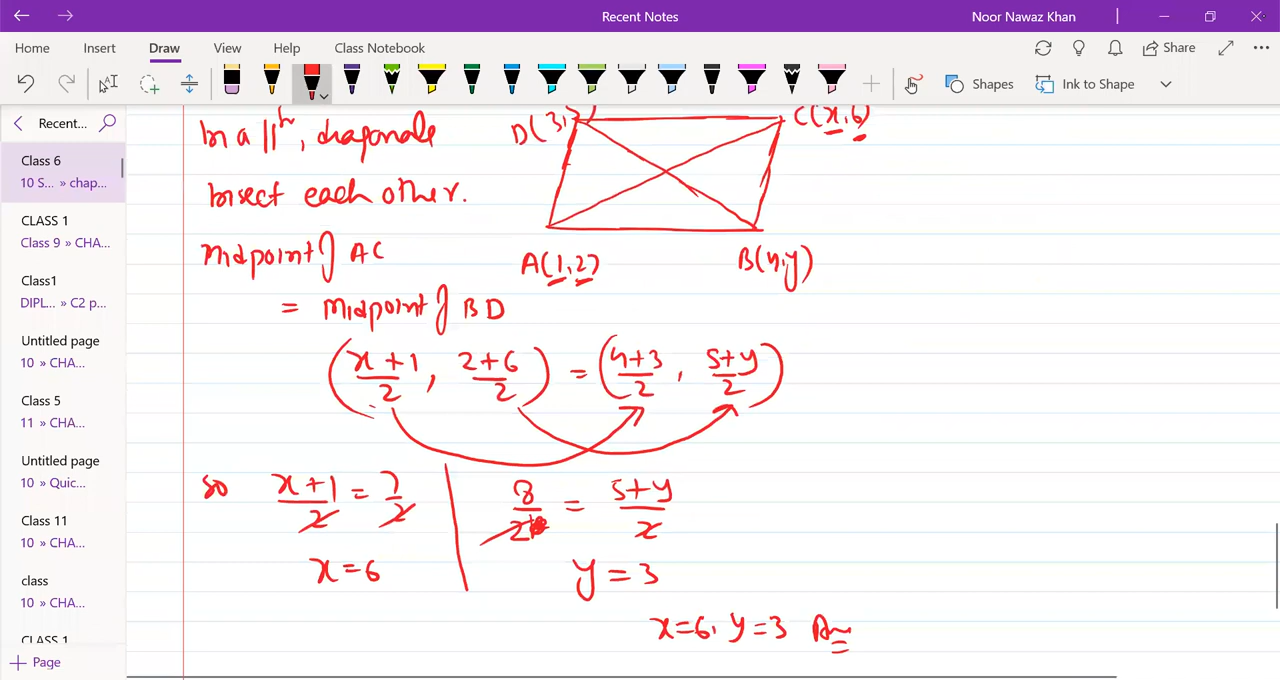 Recent Notes
Noor Nawaz Khan
Home Insert Draw View Help Class Notebook
Share
Shapes
Ink to Shape
Recent...
Class 6
10 S... » chap...
CLASS 1
Class 9 » CHA...
Class1
DIPL... » C2 p...
Untitled page
10 » CHA...
Class 5
11 » CHA...
Untitled page
10 » Quic...
Class 11
10 » CHA...
class
10 » CHA...
CLASS 1
+ Page
In a ||m, diagonals
bisect each other.
D(3,
C(x,6)
A(1,2)
B(4,y)
Midpoint of AC
= Midpoint of BD
(x+1/2, 2+6/2) = (4+3/2, 5+y/2)
so x+1/2 = 7/2
8/2 = 5+y/2
x=6
y=3
x=6, y=3 Ans